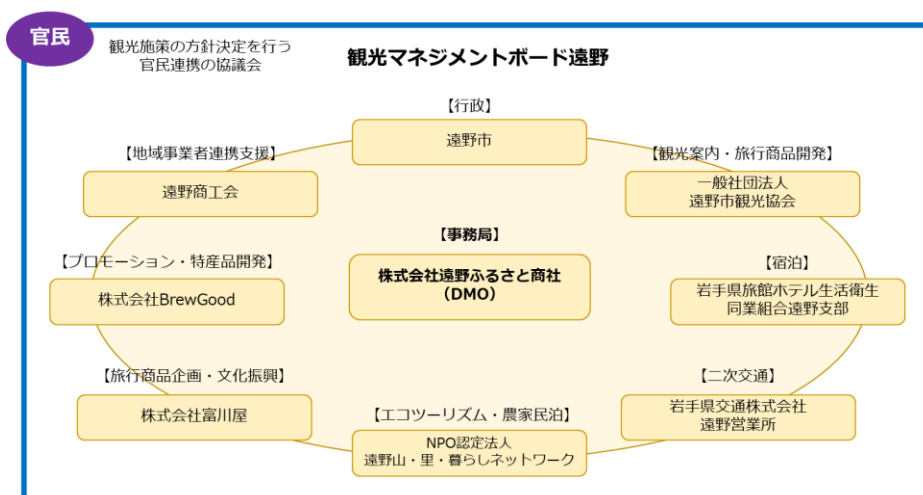 官民
観光施策の方針決定を行う
官民連携の協議会
観光マネジメントボード遠野
【行政】
遠野市
【地域事業者連携支援】
遠野商工会
【観光案内・旅行商品開発】
一般社団法人
遠野市観光協会
【事務局】
株式会社遠野ふるさと商社
（DMO）
【プロモーション・特産品開発】
株式会社BrewGood
【宿泊】
岩手県旅館ホテル生活衛生
同業組合遠野支部
【旅行商品企画・文化振興】
株式会社富川屋
【二次交通】
岩手県交通株式会社
遠野営業所
【エコツーリズム・農家民泊】
NPO認定法人
遠野山・里・暮らしネットワーク